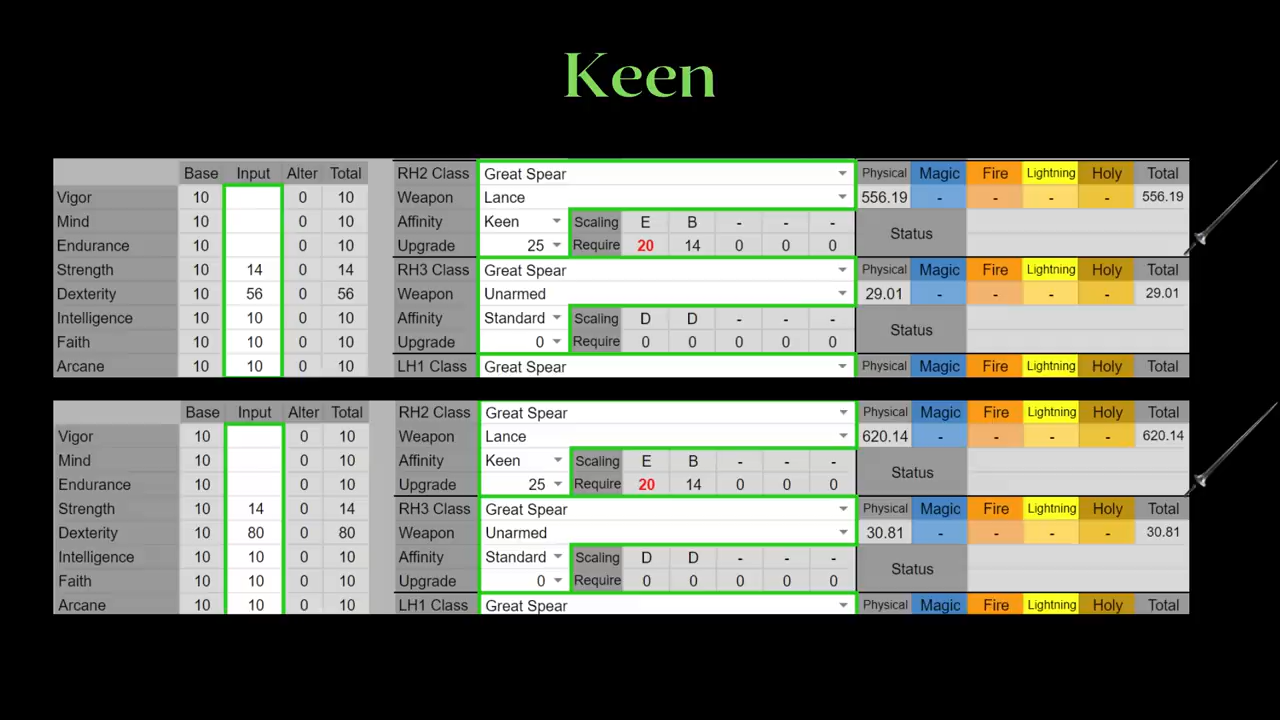 Keen
Base Input Alter Total RH2 Class Great Spear Physical Magic Fire Lightning Holy Total
Vigor 10 0 10 Weapon Lance 556.19 - - - - 556.19
Mind 10 0 10 Affinity Keen Scaling E B - - - Status
Endurance 10 0 10 Upgrade 25 Require 20 14 0 0 0
Strength 10 14 0 14 RH3 Class Great Spear Physical Magic Fire Lightning Holy Total
Dexterity 10 56 0 56 Weapon Unarmed 29.01 - - - - 29.01
Intelligence 10 10 0 10 Affinity Standard Scaling D D - - - Status
Faith 10 10 0 10 Upgrade 0 Require 0 0 0 0 0
Arcane 10 10 0 10 LH1 Class Great Spear Physical Magic Fire Lightning Holy Total
Base Input Alter Total RH2 Class Great Spear Physical Magic Fire Lightning Holy Total
Vigor 10 0 10 Weapon Lance 620.14 - - - - 620.14
Mind 10 0 10 Affinity Keen Scaling E B - - - Status
Endurance 10 0 10 Upgrade 25 Require 20 14 0 0 0
Strength 10 14 0 14 RH3 Class Great Spear Physical Magic Fire Lightning Holy Total
Dexterity 10 80 0 80 Weapon Unarmed 30.81 - - - - 30.81
Intelligence 10 10 0 10 Affinity Standard Scaling D D - - - Status
Faith 10 10 0 10 Upgrade 0 Require 0 0 0 0 0
Arcane 10 10 0 10 LH1 Class Great Spear Physical Magic Fire Lightning Holy Total